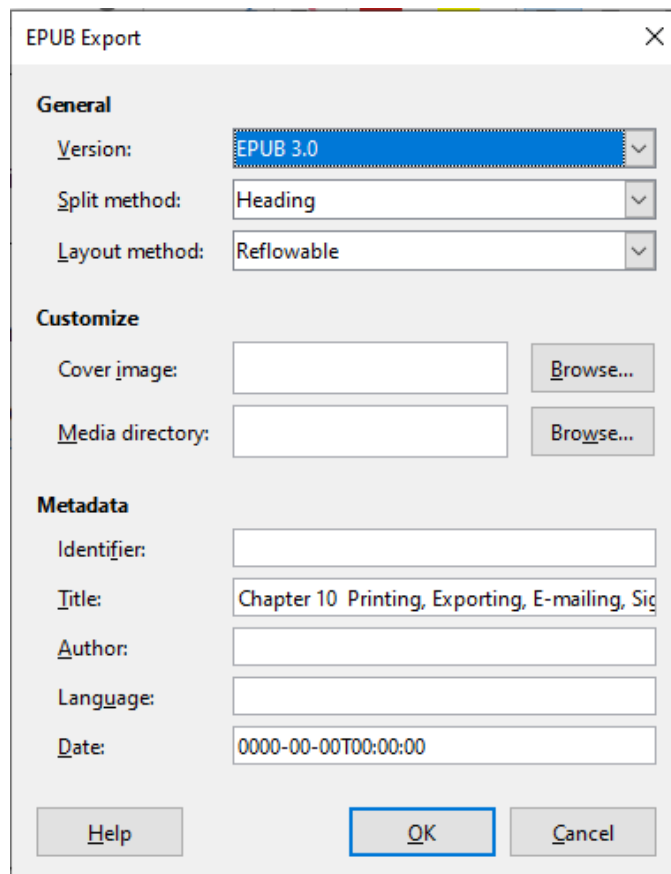 EPUB Export
General
Version: EPUB 3.0
Split method: Heading
Layout method: Reflowable
Customize
Cover image: Browse...
Media directory: Browse...
Metadata
Identifier:
Title: Chapter 10 Printing, Exporting, E-mailing, Sig
Author:
Language:
Date: 0000-00-00T00:00:00
Help OK Cancel